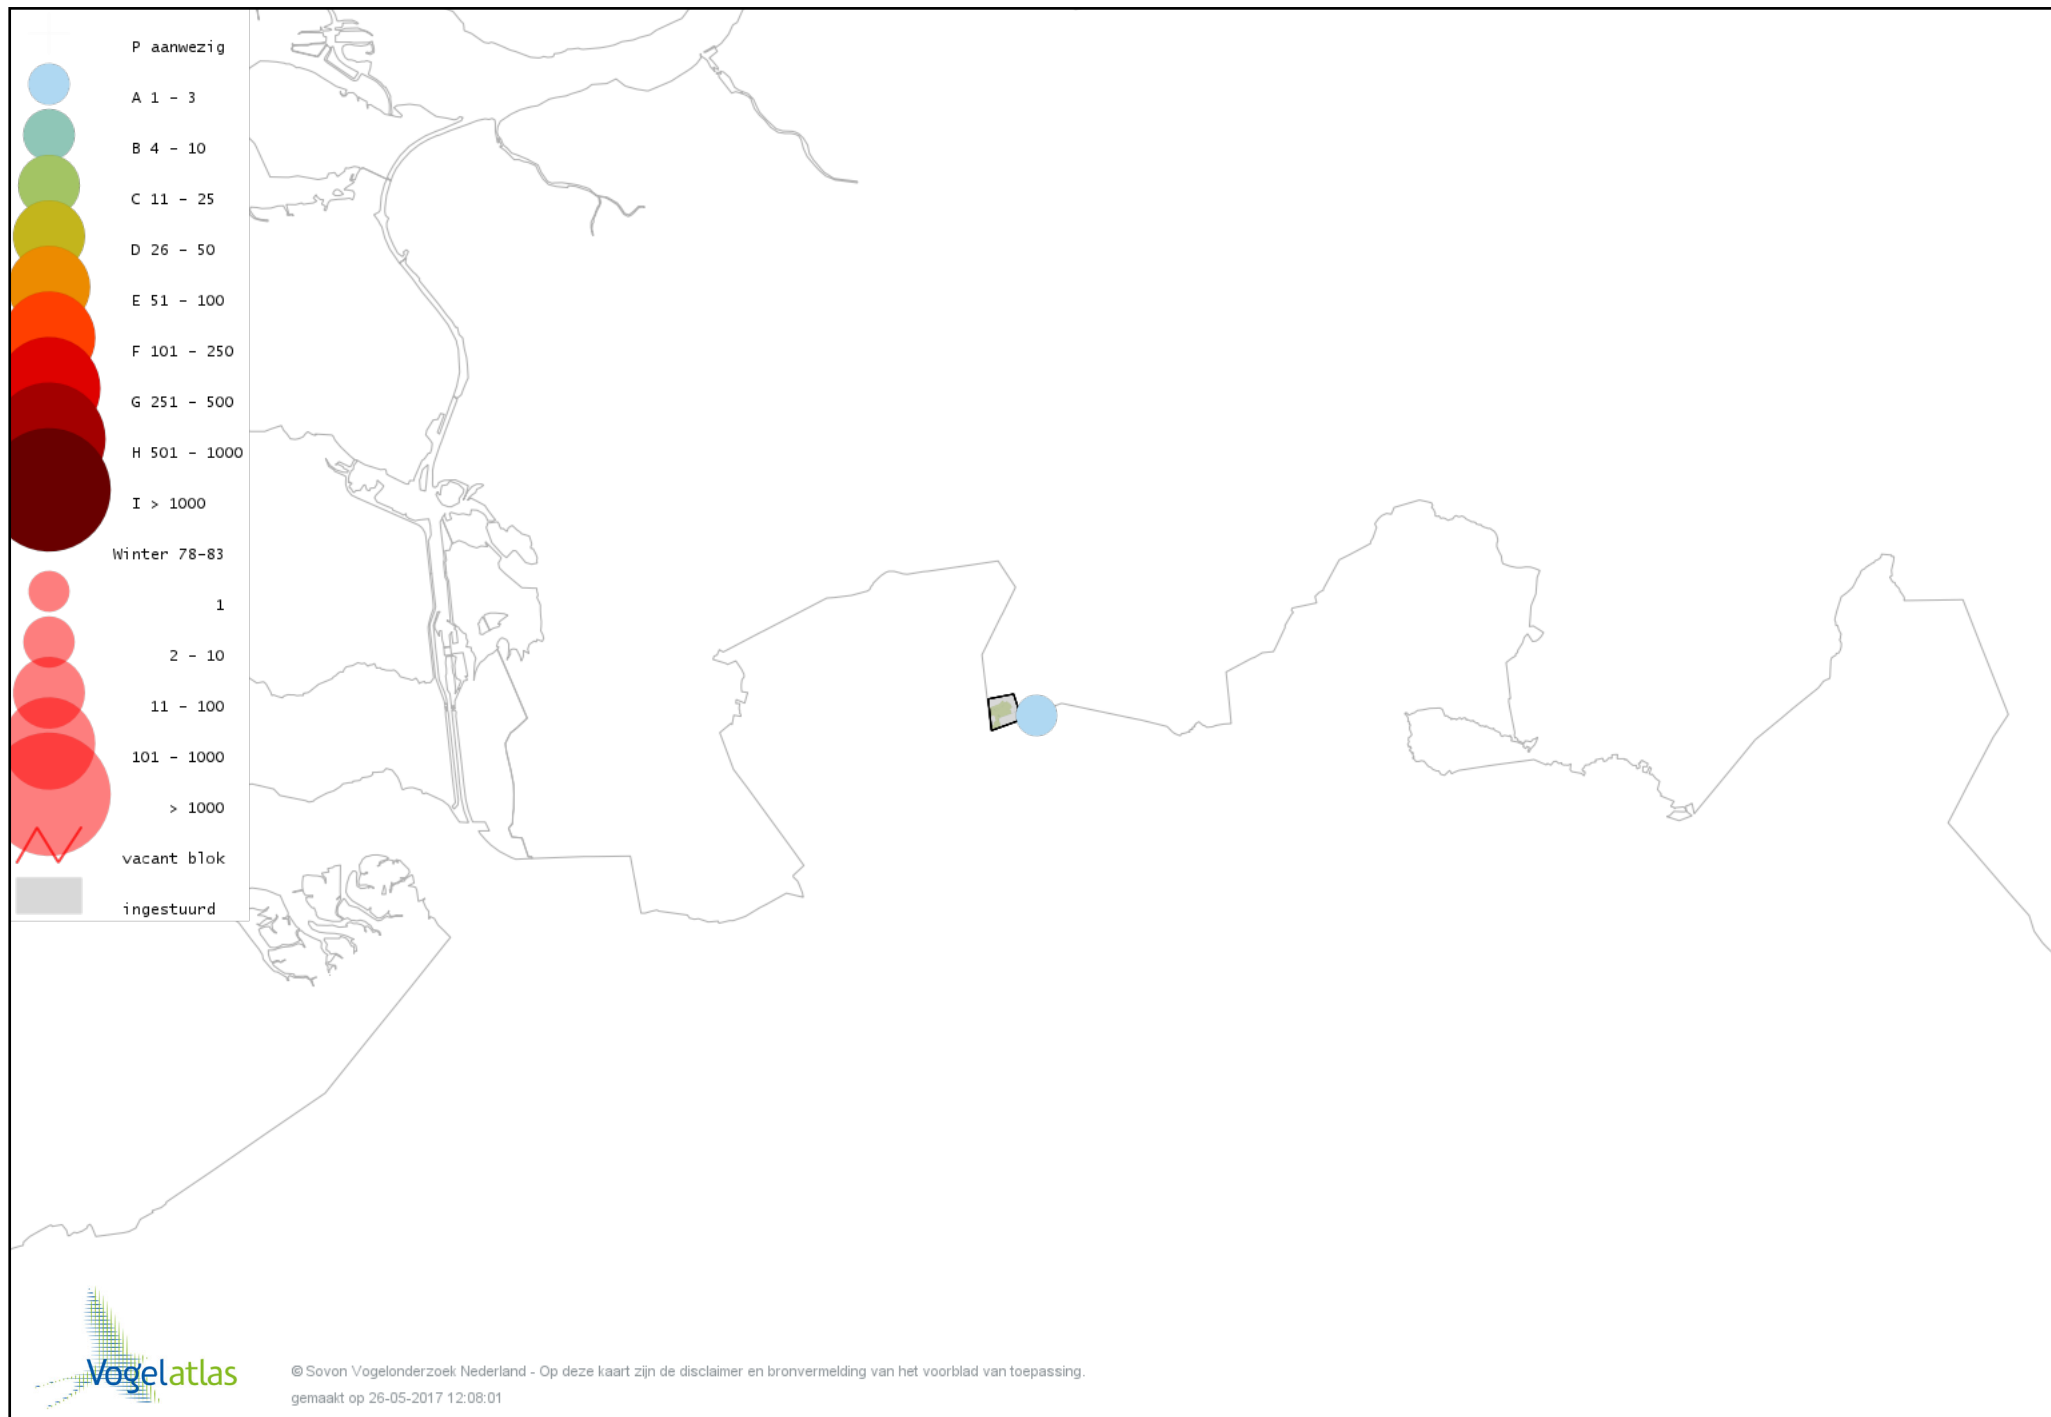 P aanwezig
A 1 - 3
B 4 - 10
C 11 - 25
D 26 - 50
E 51 - 100
F 101 - 250
G 251 - 500
H 501 - 1000
I > 1000
Winter 78-83
1
2 - 10
11 - 100
101 - 1000
> 1000
vacant blok
ingestuurd
Vogelatlas
© Sovon Vogelonderzoek Nederland - Op deze kaart zijn de disclaimer en bronvermelding van het voorblad van toepassing.
gemaakt op 26-05-2017 12:08:01